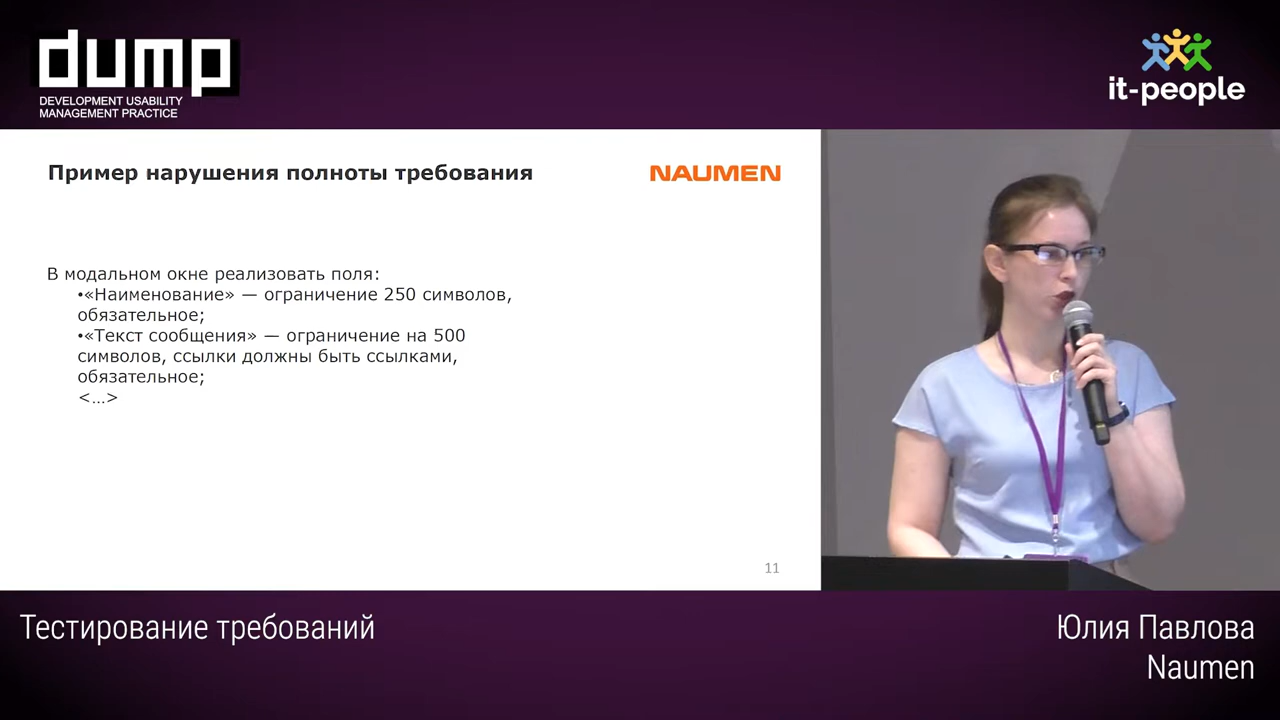 dump
DEVELOPMENT USABILITY
MANAGEMENT PRACTICE
it-people
Пример нарушения полноты требования
NAUMEN
В модальном окне реализовать поля:
•«Наименование» — ограничение 250 символов,
обязательное;
•«Текст сообщения» — ограничение на 500
символов, ссылки должны быть ссылками,
обязательное;
<...>
11
Тестирование требований
Юлия Павлова
Naumen